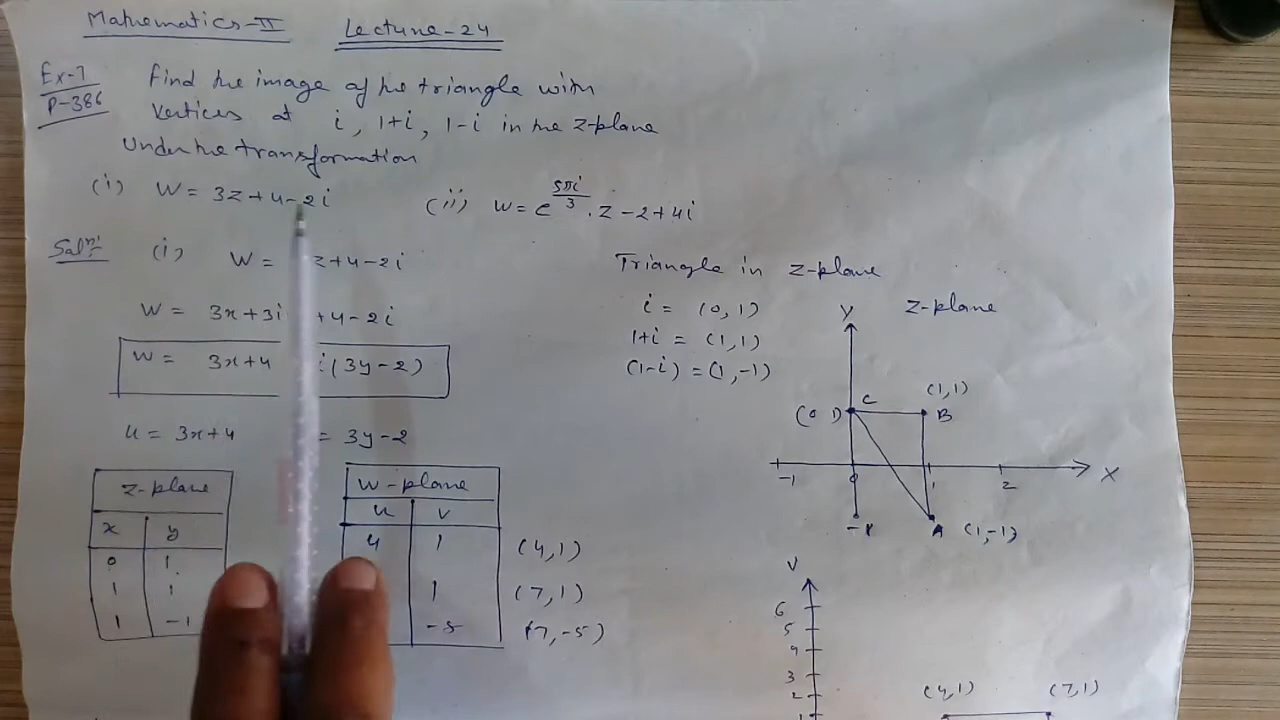 Mathematics-II Lecture-24
Ex-7
P-386
Find the image of the triangle with
vertices at i, 1+i, 1-i in the z-plane
Under the transformation
(i) W = 3z+4-2i (ii) W = e^(5πi/3) . z - 2 + 4i
Solⁿ: (i) W = z+4-2i
W = 3x+3i +4-2i
W = 3x+4 i(3y-2)
u = 3x+4 = 3y-2
z-plane
x y
0 1
1 1
1 -1
W-plane
u v
4 1 (4,1)
1 (7,1)
-5 (7,-5)
Triangle in z-plane
i = (0,1)
1+i = (1,1)
(1-i) = (1,-1)
Y z-plane
(1,1)
(0 1) C B
-1 0 1 2 X
-1 A (1,-1)
V
6
5
4
3
2
1
(4,1) (7,1)